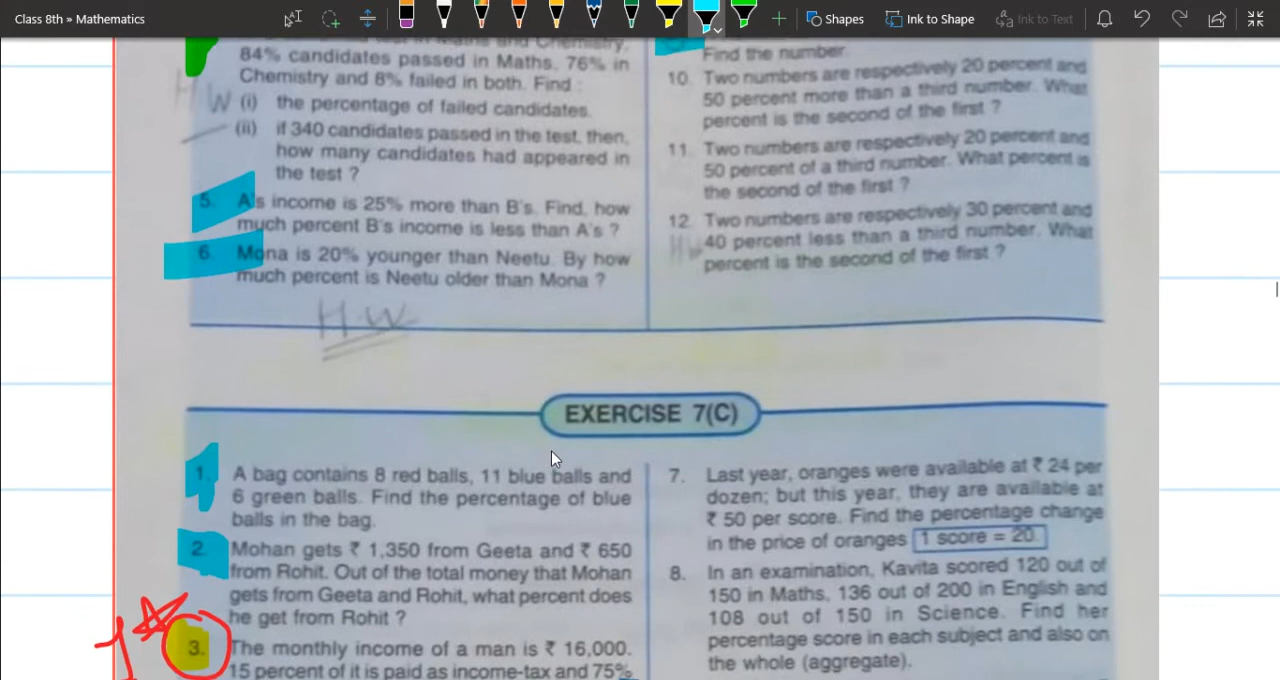 Class 8th » Mathematics
Shapes
Ink to Shape
Ink to Text
84% candidates passed in Maths, 76% in
Chemistry and 8% failed in both. Find :
HW (i) the percentage of failed candidates.
(ii) if 340 candidates passed in the test, then,
how many candidates had appeared in
the test ?
5. A's income is 25% more than B's. Find, how
much percent B's income is less than A's ?
6. Mona is 20% younger than Neetu. By how
much percent is Neetu older than Mona ?
H.W
Find the number.
10. Two numbers are respectively 20 percent and
50 percent more than a third number. What
percent is the second of the first ?
11. Two numbers are respectively 20 percent and
50 percent of a third number. What percent is
the second of the first ?
12. Two numbers are respectively 30 percent and
40 percent less than a third number. What
percent is the second of the first ?
EXERCISE 7(C)
1. A bag contains 8 red balls, 11 blue balls and
6 green balls. Find the percentage of blue
balls in the bag.
2. Mohan gets ₹ 1,350 from Geeta and ₹ 650
from Rohit. Out of the total money that Mohan
gets from Geeta and Rohit, what percent does
he get from Rohit ?
3. The monthly income of a man is ₹ 16,000.
15 percent of it is paid as income-tax and 75%
7. Last year, oranges were available at ₹ 24 per
dozen; but this year, they are available at
₹ 50 per score. Find the percentage change
in the price of oranges 1 score = 20.
8. In an examination, Kavita scored 120 out of
150 in Maths, 136 out of 200 in English and
108 out of 150 in Science. Find her
percentage score in each subject and also on
the whole (aggregate).